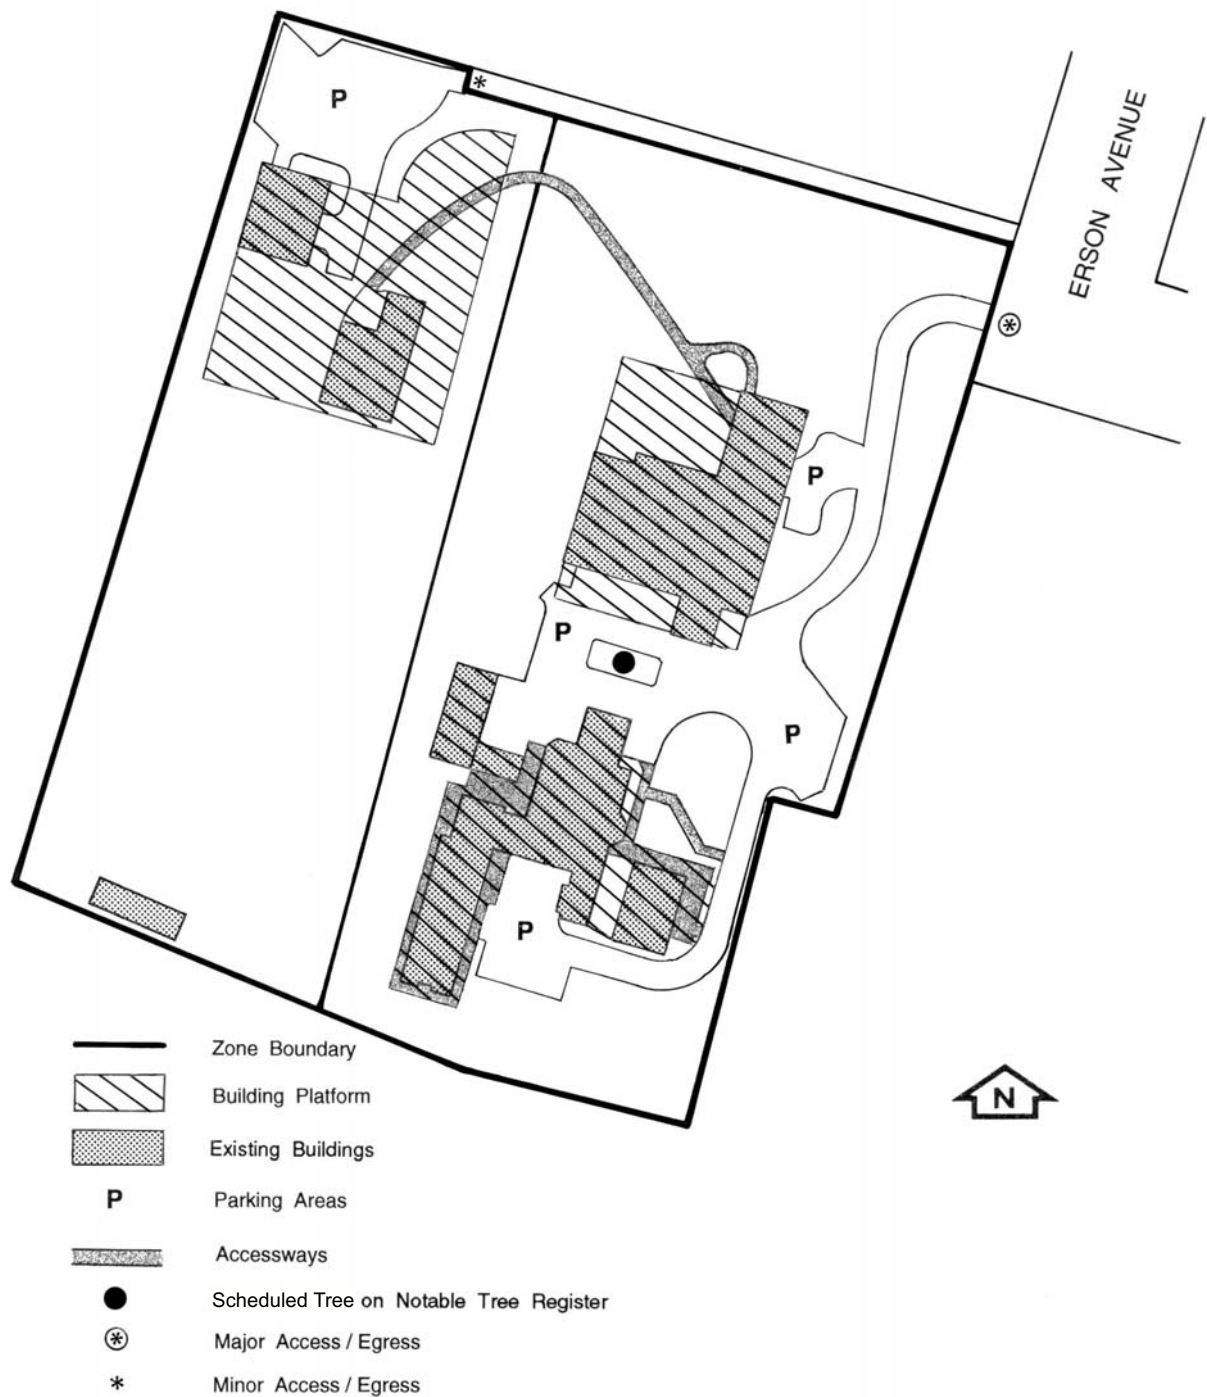 *
P
ERSON AVENUE
⊛
P
P
P
P
Zone Boundary
Building Platform
N
Existing Buildings
P Parking Areas
Accessways
Scheduled Tree on Notable Tree Register
⊛ Major Access / Egress
* Minor Access / Egress